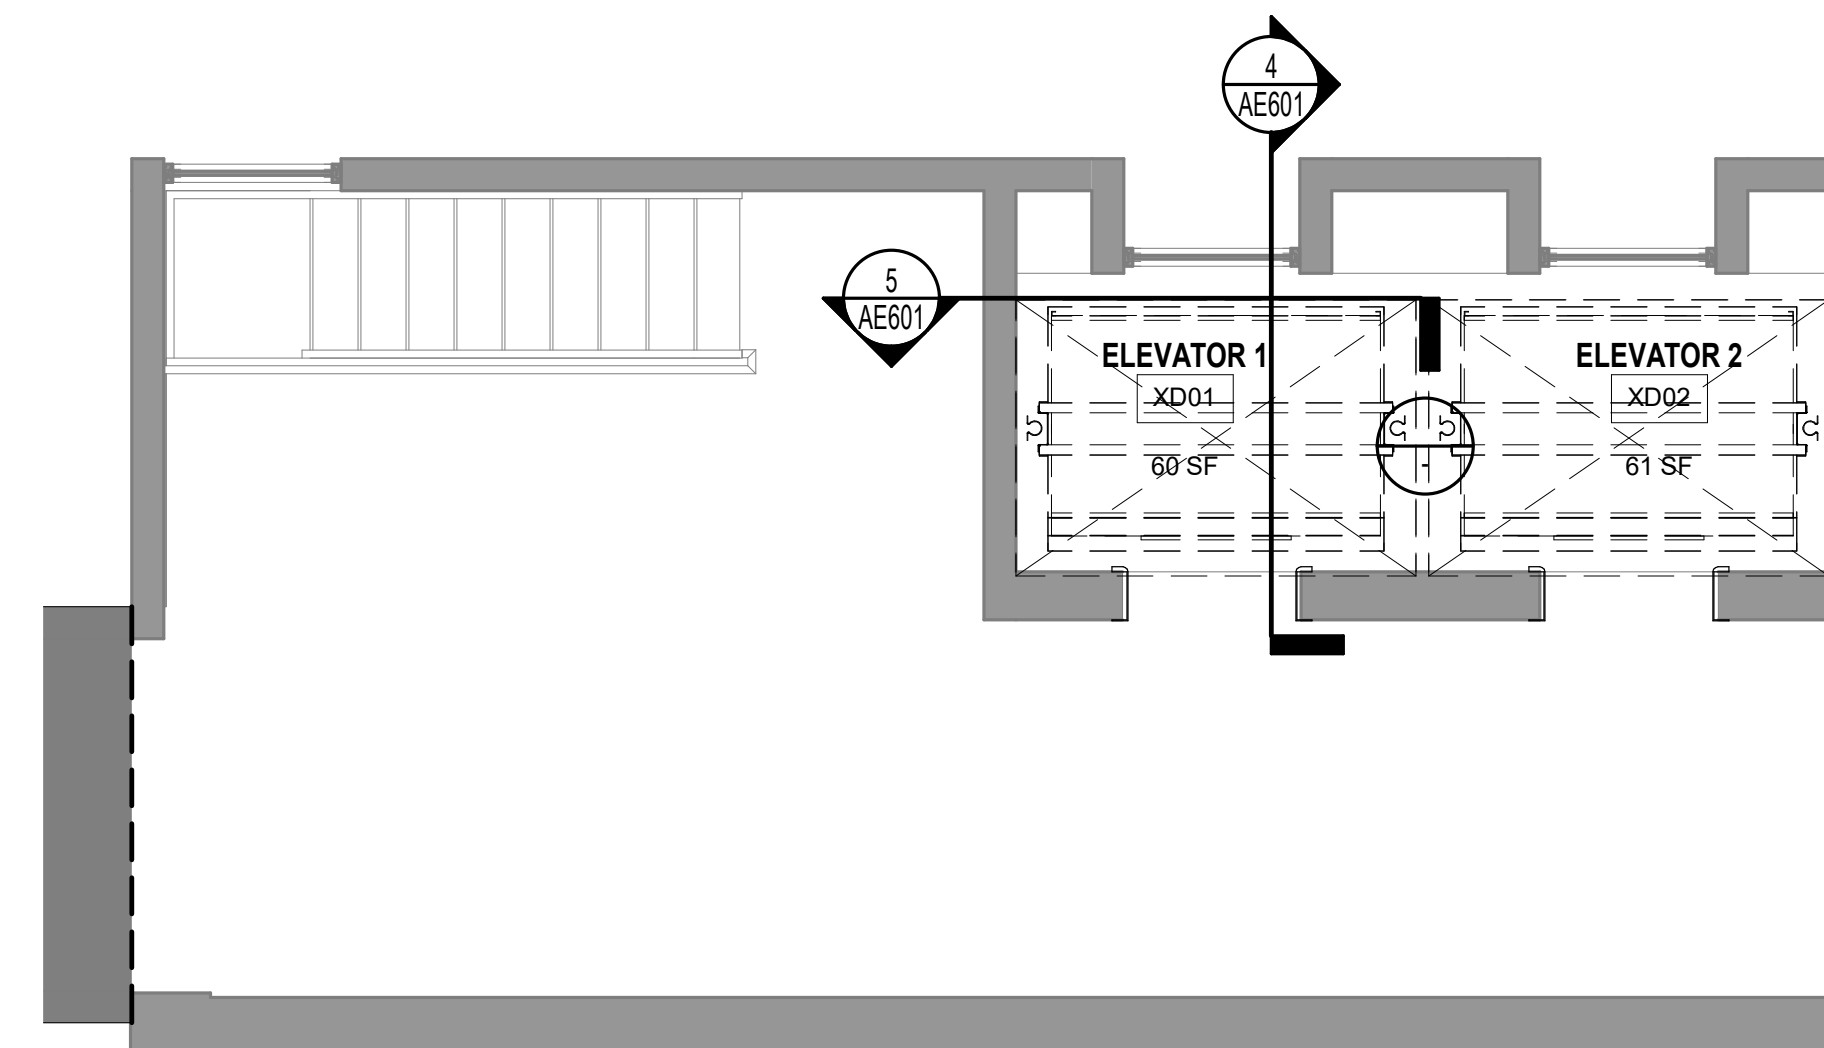 4
AE601
5
AE601
ELEVATOR 1
XD01
60 SF
ELEVATOR 2
XD02
61 SF
-